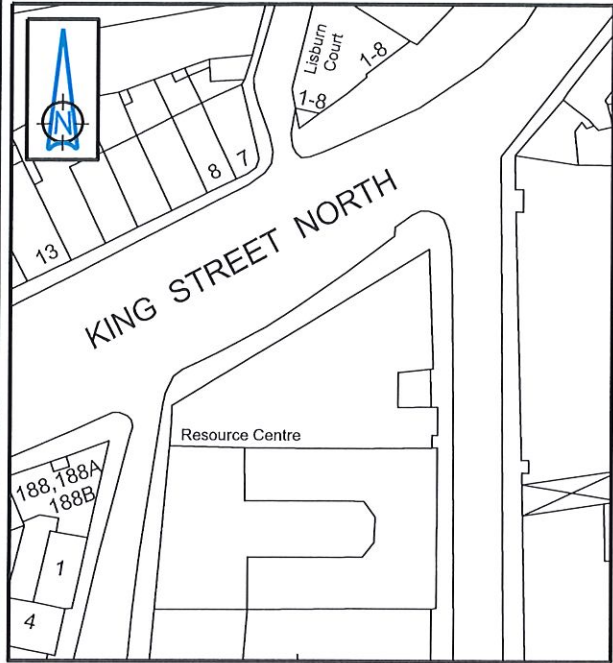 N
Lisburn
Court
1-8
1-8
8
7
13
KING STREET NORTH
Resource Centre
188,188A
188B
1
4